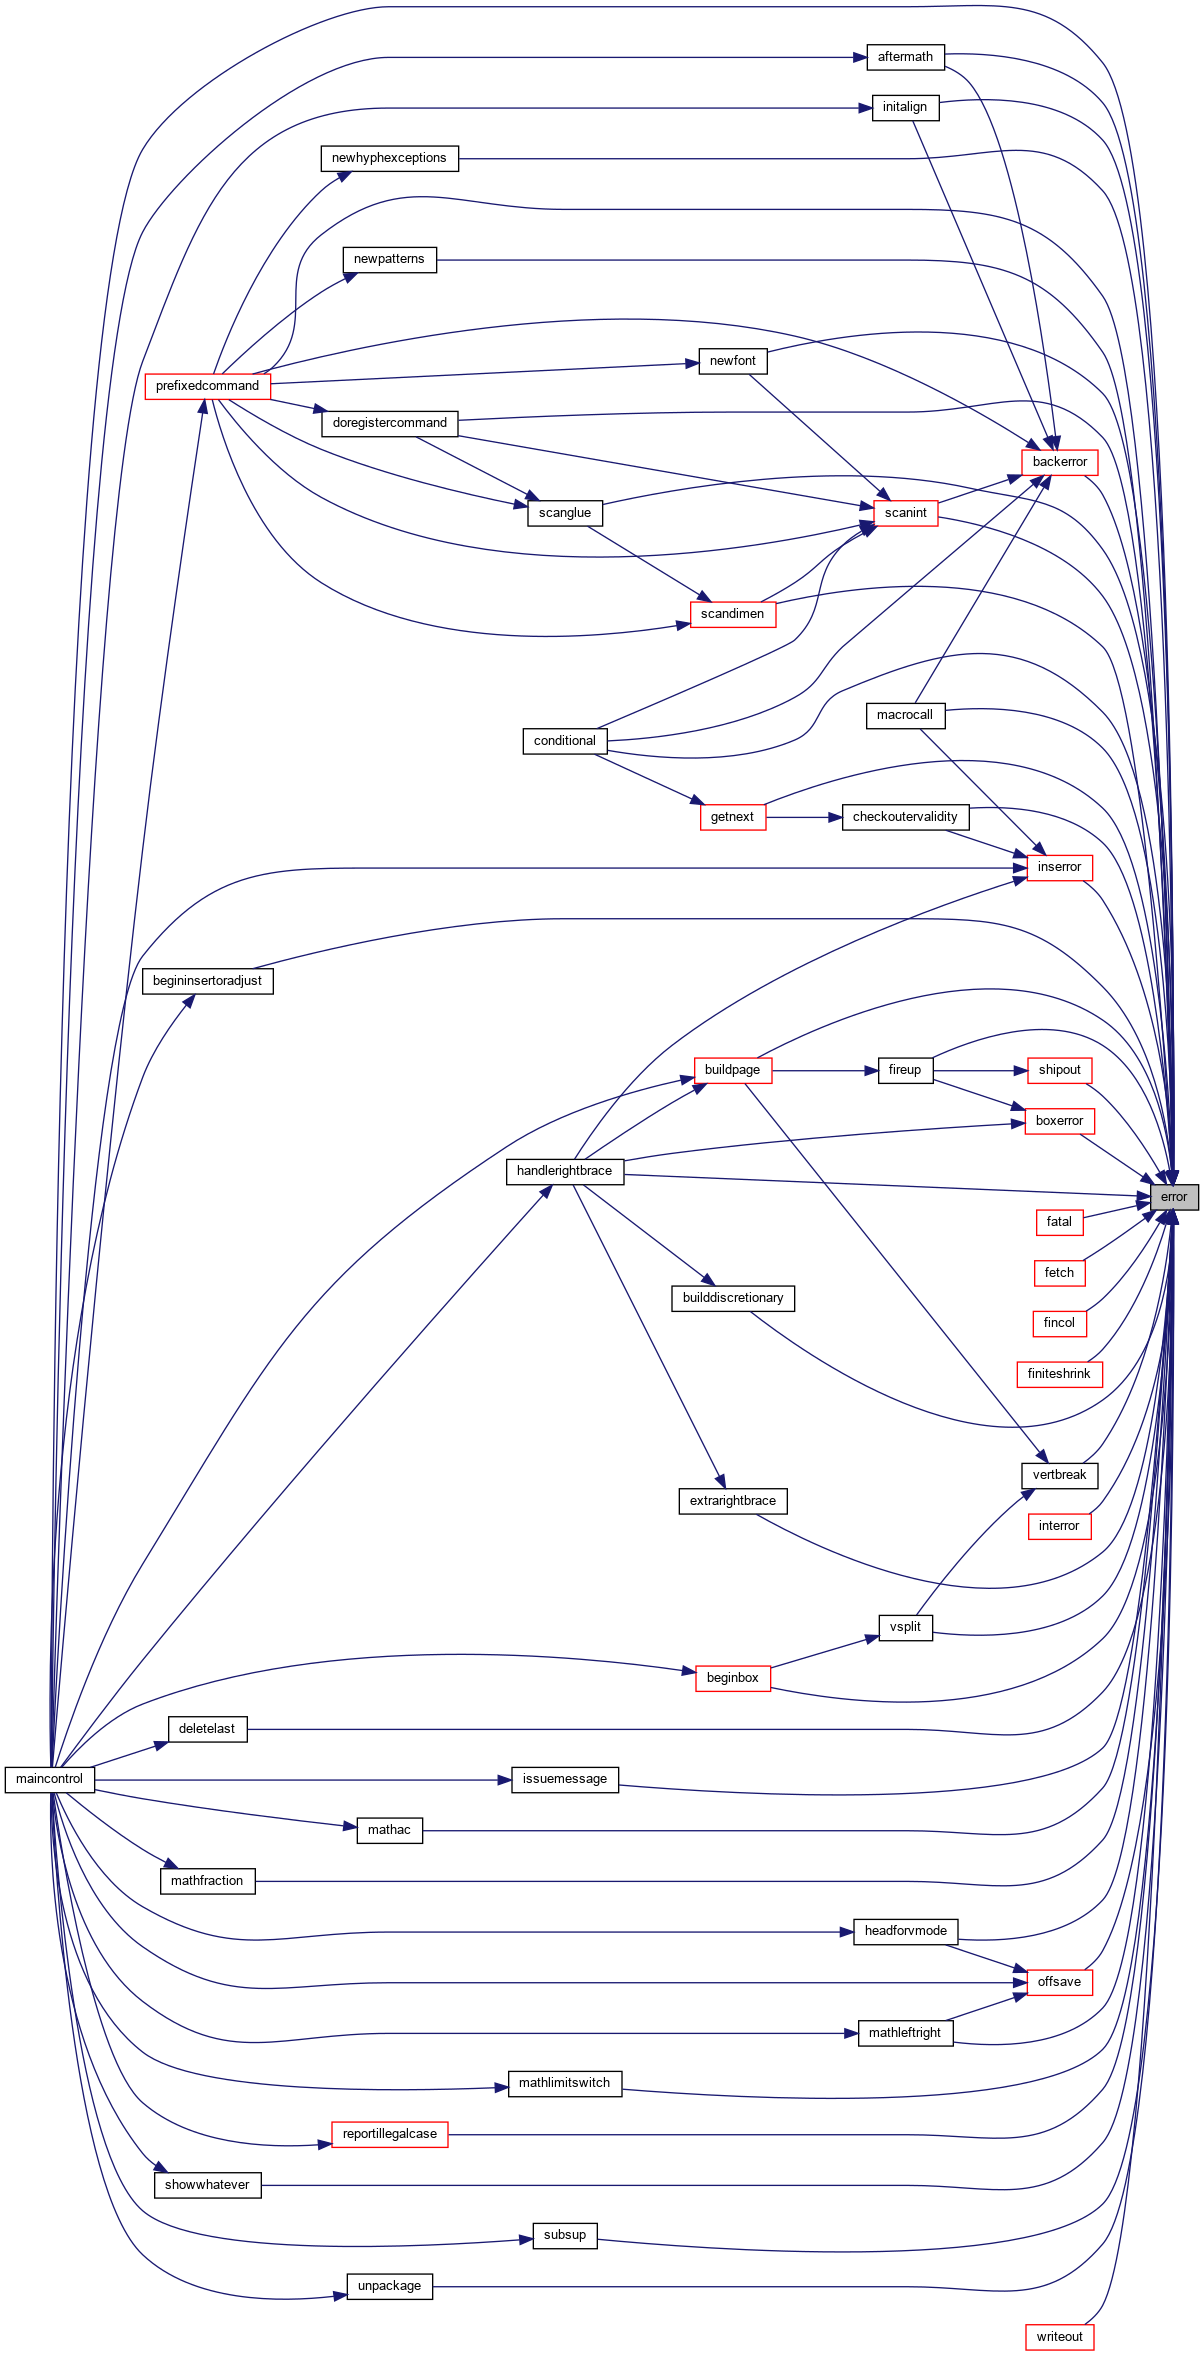 aftermath
initalign
newhyphexceptions
newpatterns
newfont
prefixedcommand
doregistercommand
backerror
scanglue
scanint
scandimen
macrocall
conditional
getnext
checkoutervalidity
inserror
begininsertoradjust
buildpage
fireup
shipout
boxerror
handlerightbrace
error
fatal
fetch
builddiscretionary
fincol
finiteshrink
vertbreak
extrarightbrace
interror
vsplit
beginbox
deletelast
maincontrol
issuemessage
mathac
mathfraction
headforvmode
offsave
mathleftright
mathlimitswitch
reportillegalcase
showwhatever
subsup
unpackage
writeout